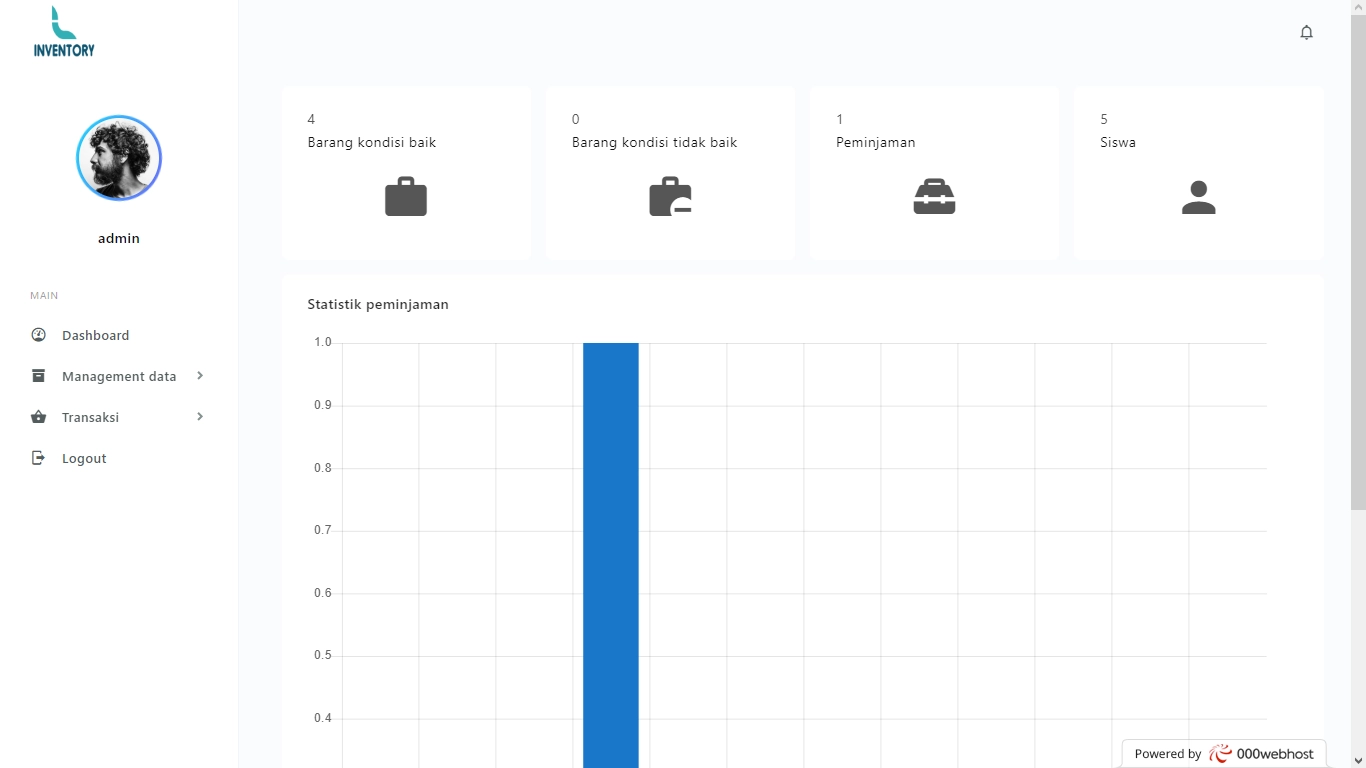 INVENTORY
admin
MAIN
Dashboard
Management data
Transaksi
Logout
4
Barang kondisi baik
0
Barang kondisi tidak baik
1
Peminjaman
5
Siswa
Statistik peminjaman
1.0
0.9
0.8
0.7
0.6
0.5
0.4
Powered by 000webhost